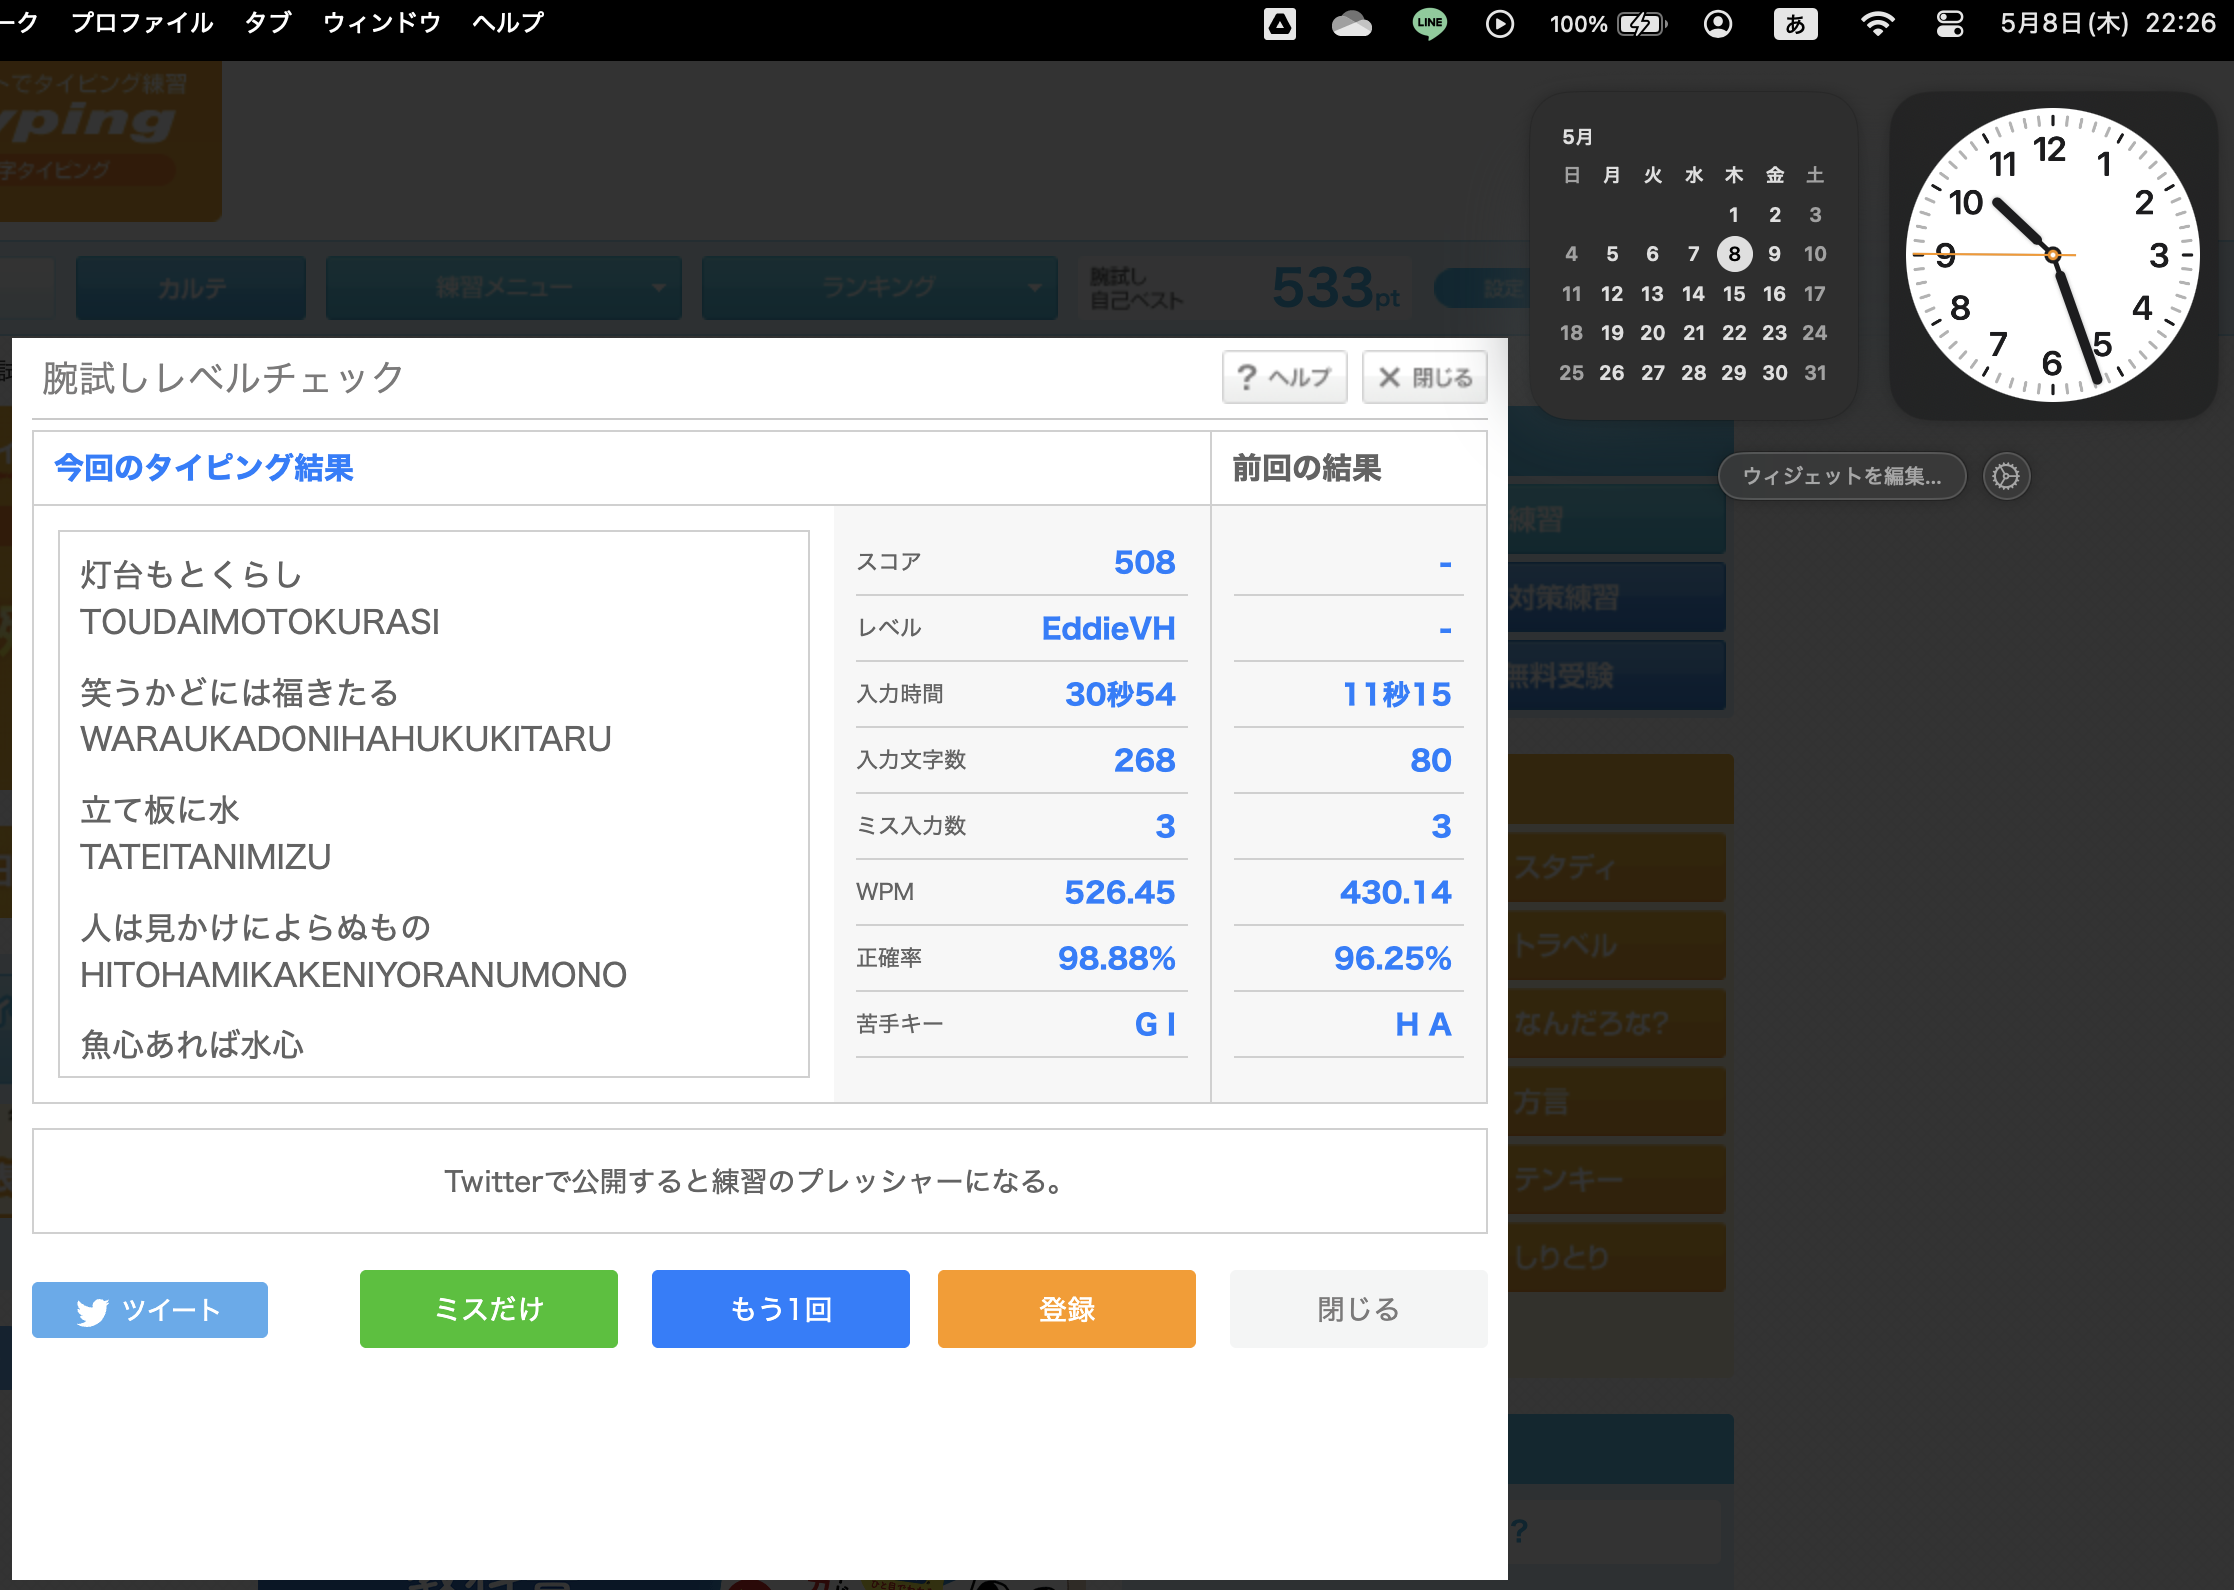 ーク プロファイル タブ ウィンドウ ヘルプ LINE 100% あ 5月8日(木) 22:26
トでタイピング練習
yping
字タイピング
5月
日 月 火 水 木 金 土
1 2 3
4 5 6 7 8 9 10
11 12 13 14 15 16 17
18 19 20 21 22 23 24
25 26 27 28 29 30 31
12 1 2 3 4 5 6 7 8 9 10 11
ウィジェットを編集...
カルテ 練習メニュー ランキング 腕試し 自己ベスト 533pt 設定
腕試しレベルチェック ? ヘルプ × 閉じる
今回のタイピング結果 前回の結果
灯台もとくらし
TOUDAIMOTOKURASI
笑うかどには福きたる
WARAUKADONIHAHUKUKITARU
立て板に水
TATEITANIMIZU
人は見かけによらぬもの
HITOHAMIKAKENIYORANUMONO
魚心あれば水心
スコア 508 -
レベル EddieVH -
入力時間 30秒54 11秒15
入力文字数 268 80
ミス入力数 3 3
WPM 526.45 430.14
正確率 98.88% 96.25%
苦手キー G I H A
Twitterで公開すると練習のプレッシャーになる。
ツイート ミスだけ もう1回 登録 閉じる
練習
対策練習
無料受験
スタディ
トラベル
なんだろな?
方言
テンキー
しりとり
?